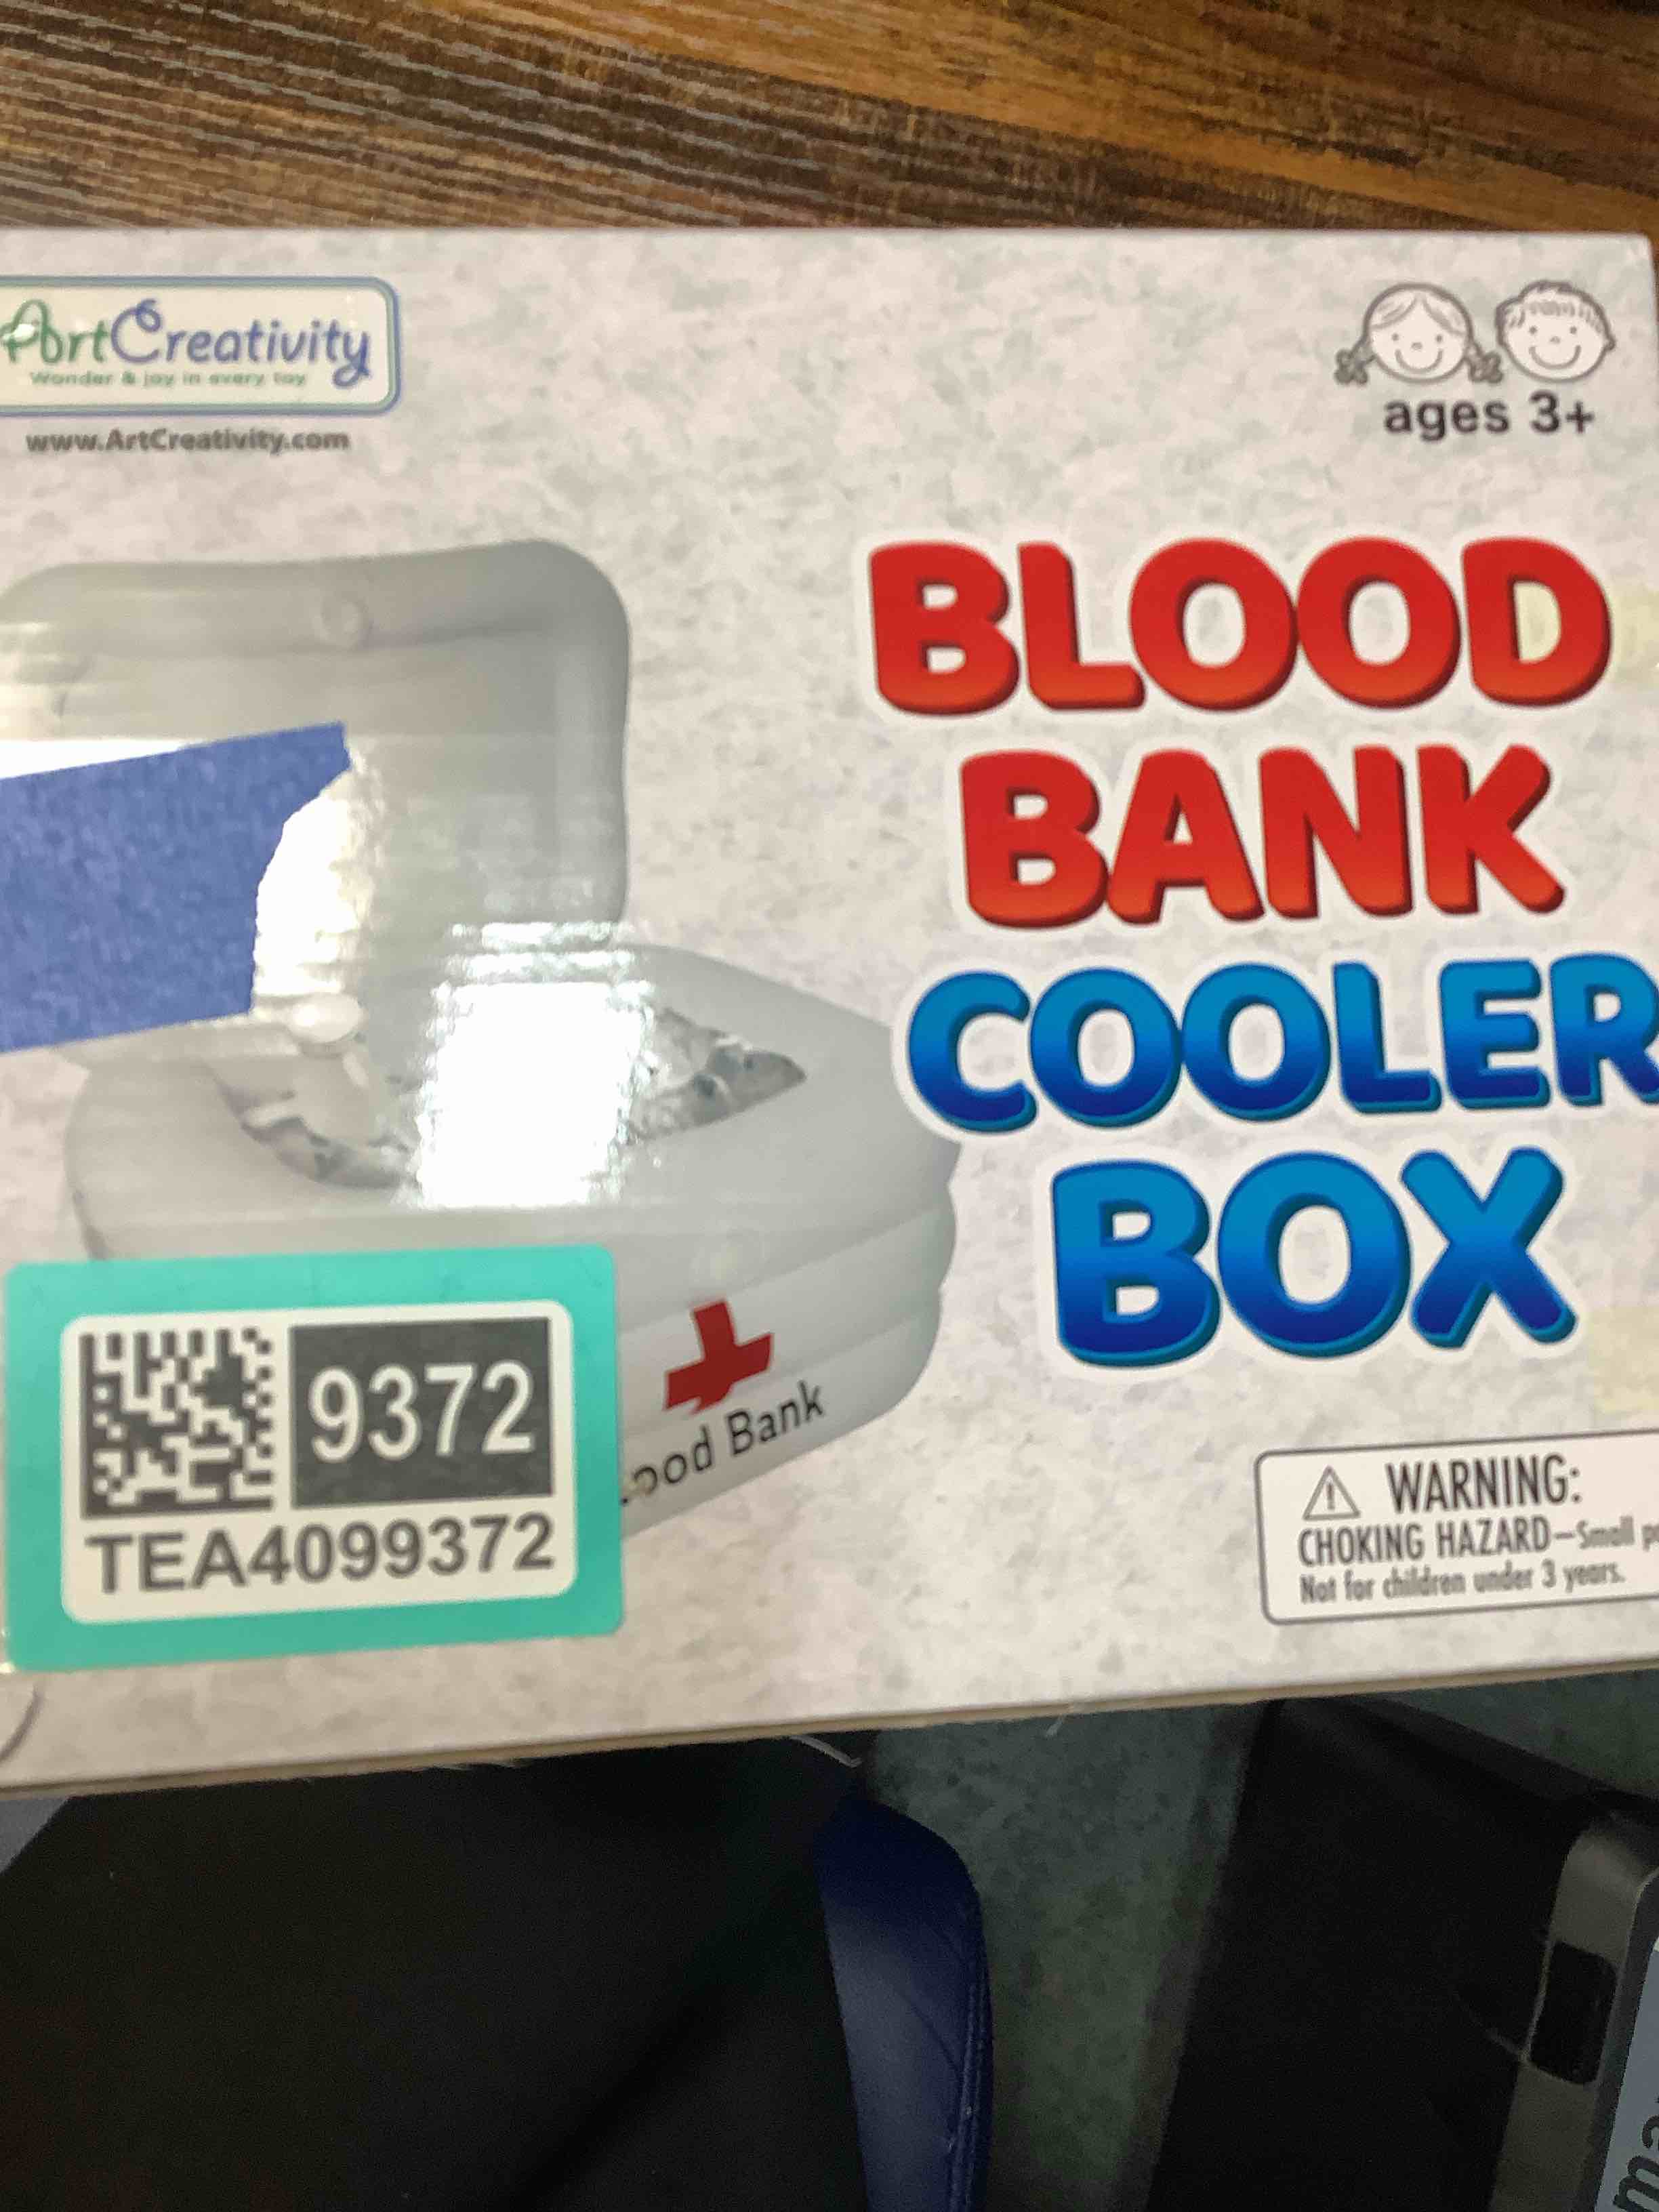 ArtCreativity
Wonder & joy in every toy
www.ArtCreativity.com
ages 3+
BLOOD
BANK
COOLER
BOX
Bank
9372
TEA4099372
WARNING:
CHOKING HAZARD—Small
Not for children under 3 years.